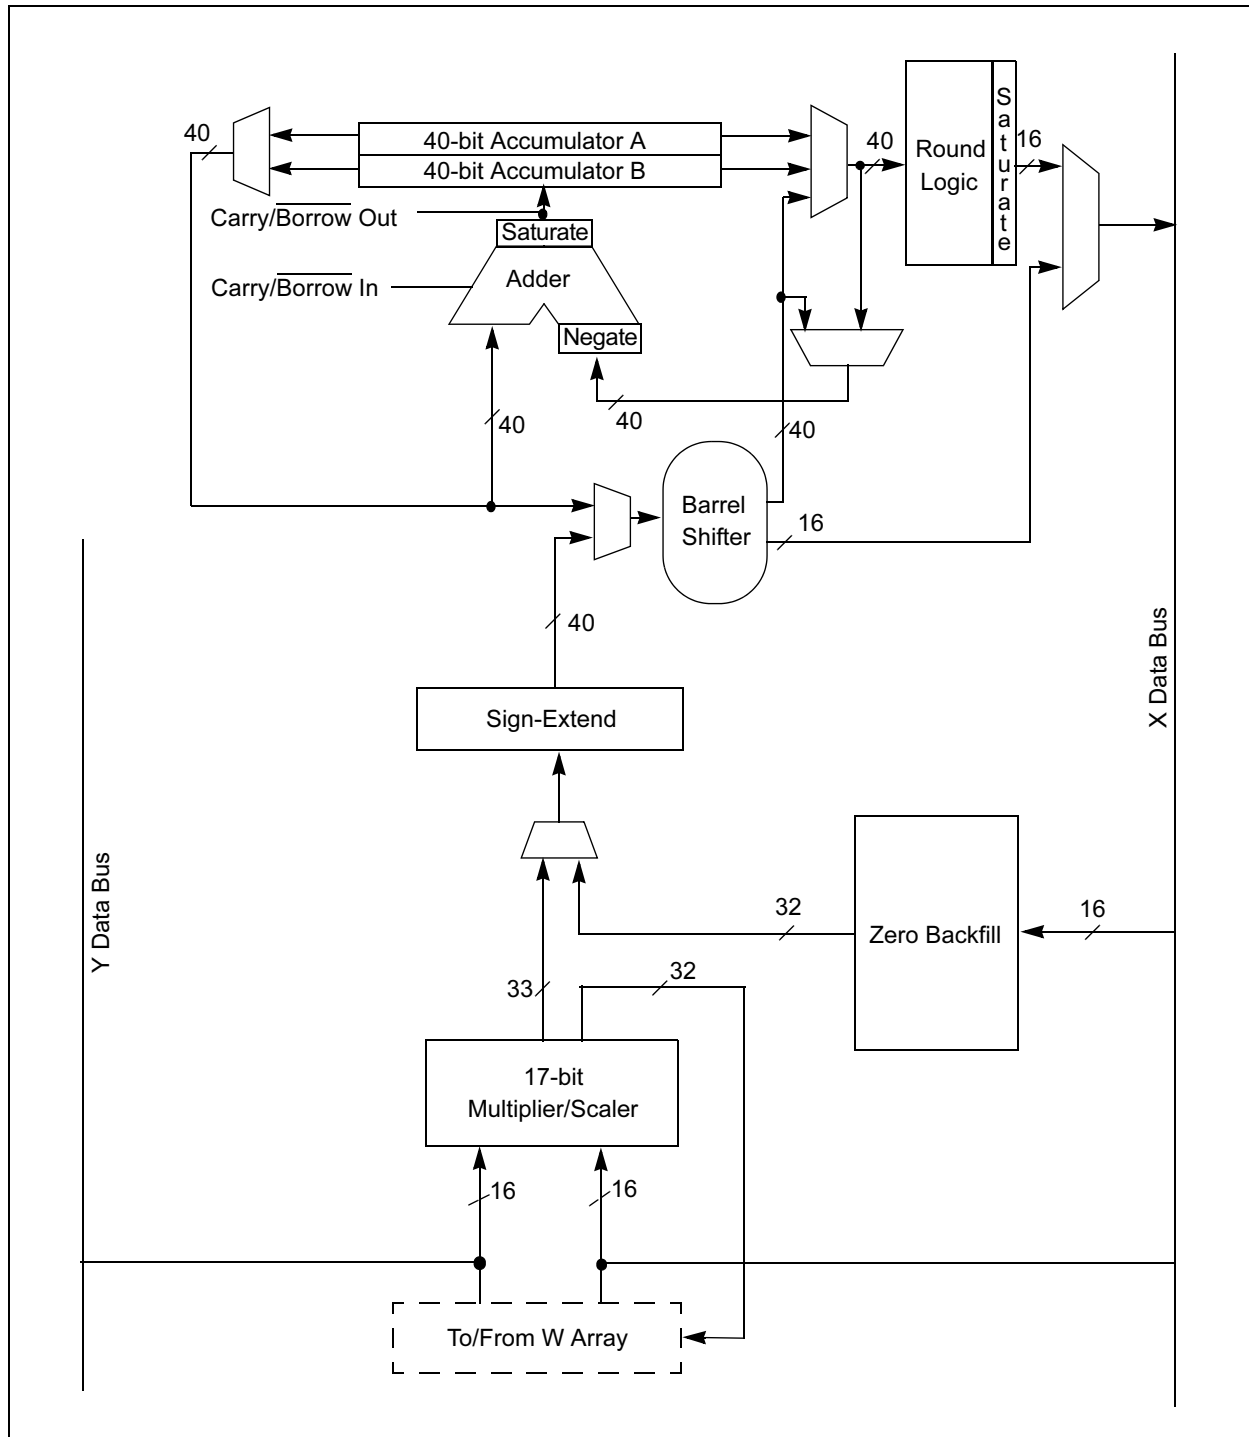 40
40-bit Accumulator A
40-bit Accumulator B
40
Round
Logic
Saturate
16
Carry/Borrow Out
Saturate
Carry/Borrow In
Adder
Negate
40
40
40
Barrel
Shifter
16
40
X Data Bus
Sign-Extend
Y Data Bus
32
Zero Backfill
16
33
32
17-bit
Multiplier/Scaler
16
16
To/From W Array